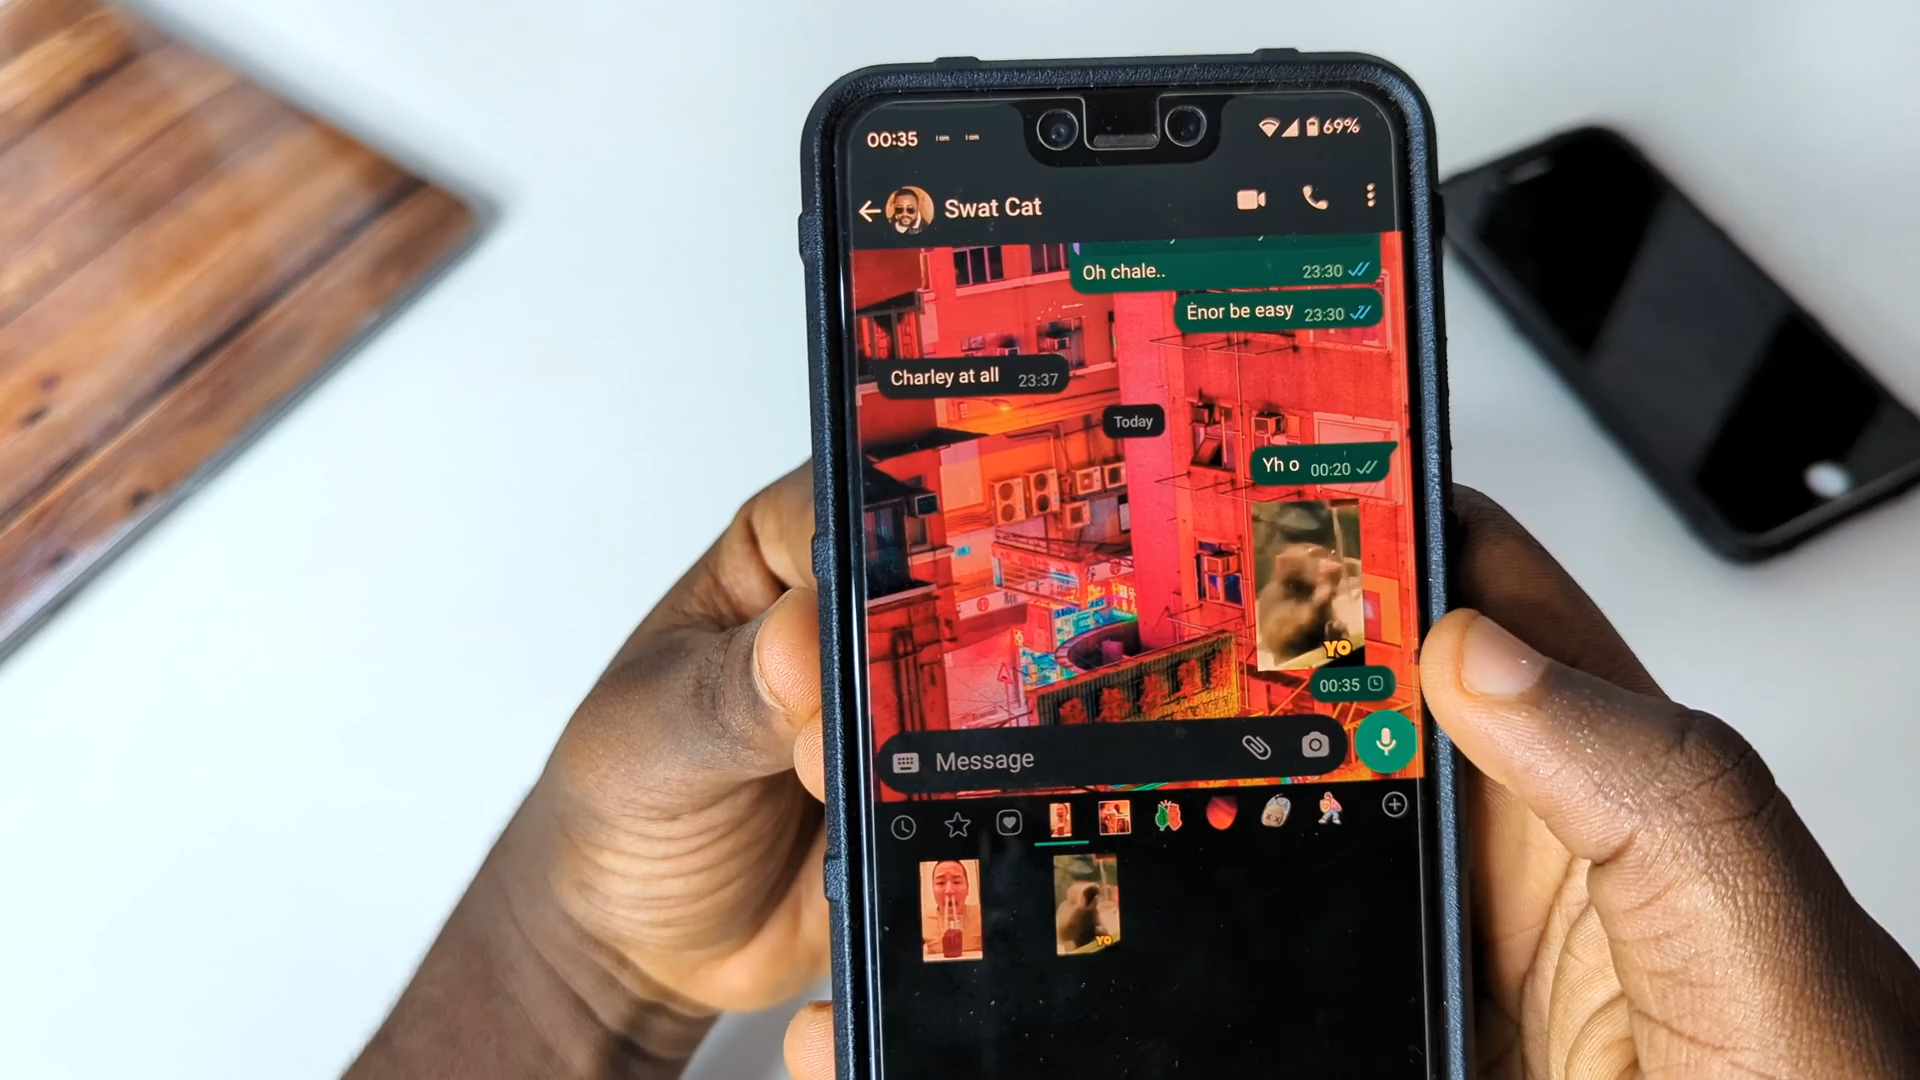 00:35
69%
Swat Cat
Oh chale.. 23:30
Enor be easy 23:30
Charley at all 23:37
Today
Yh o 00:20
YO
00:35
Message
YO